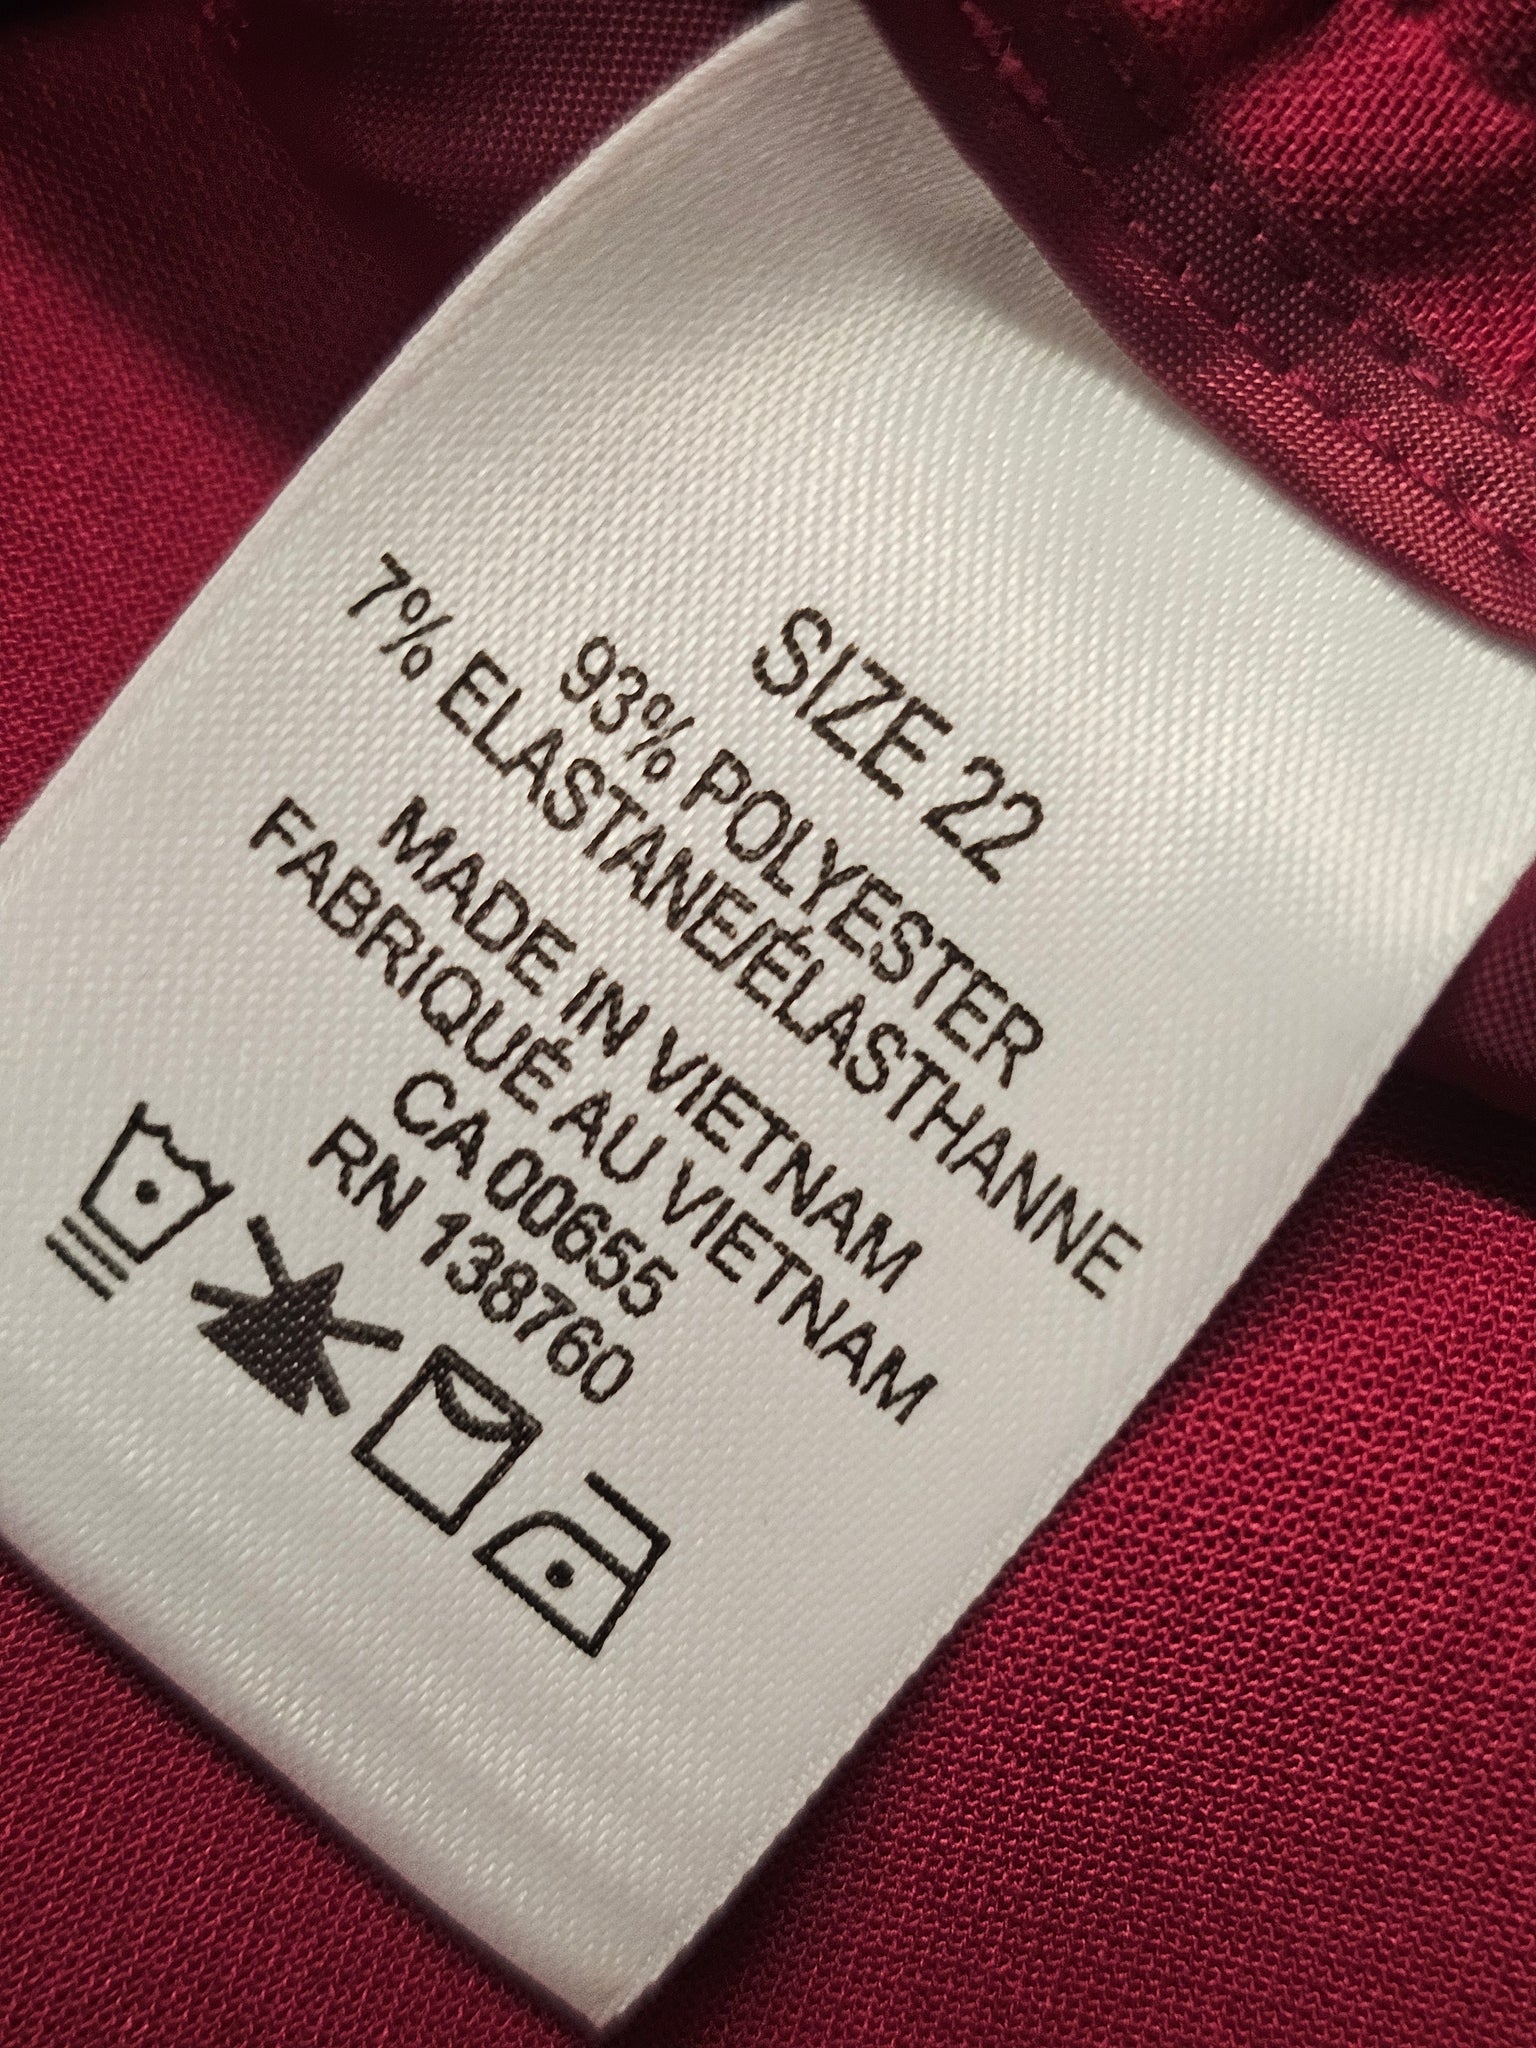 SIZE 22
93% POLYESTER
7% ELASTANE/ÉLASTHANNE
MADE IN VIETNAM
FABRIQUÉ AU VIETNAM
CA 00655
RN 138760